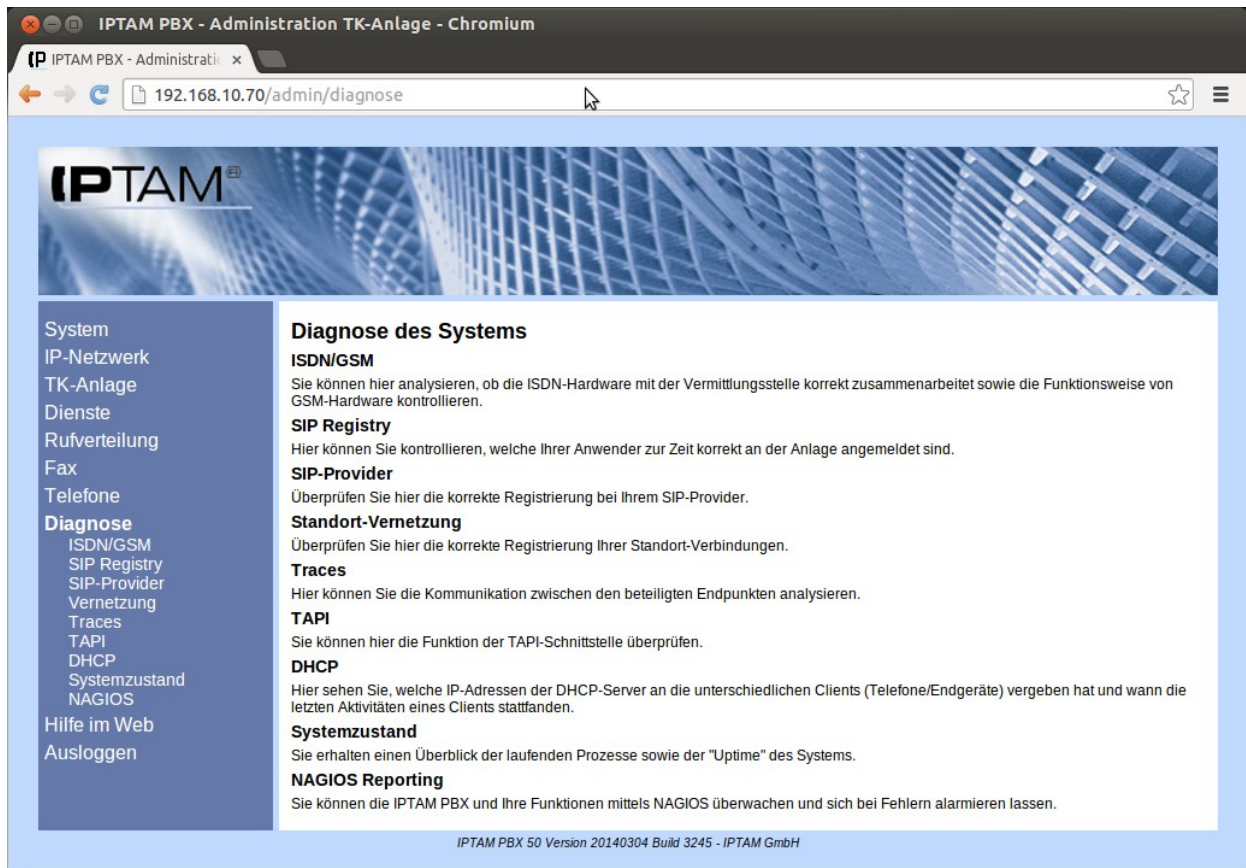 IPTAM PBX - Administration TK-Anlage - Chromium
IPTAM PBX - Administratio
192.168.10.70/admin/diagnose
IPTAM®
System
IP-Netzwerk
TK-Anlage
Dienste
Rufverteilung
Fax
Telefone
Diagnose
ISDN/GSM
SIP Registry
SIP-Provider
Vernetzung
Traces
TAPI
DHCP
Systemzustand
NAGIOS
Hilfe im Web
Ausloggen
Diagnose des Systems
ISDN/GSM
Sie können hier analysieren, ob die ISDN-Hardware mit der Vermittlungsstelle korrekt zusammenarbeitet sowie die Funktionsweise von
GSM-Hardware kontrollieren.
SIP Registry
Hier können Sie kontrollieren, welche Ihrer Anwender zur Zeit korrekt an der Anlage angemeldet sind.
SIP-Provider
Überprüfen Sie hier die korrekte Registrierung bei Ihrem SIP-Provider.
Standort-Vernetzung
Überprüfen Sie hier die korrekte Registrierung Ihrer Standort-Verbindungen.
Traces
Hier können Sie die Kommunikation zwischen den beteiligten Endpunkten analysieren.
TAPI
Sie können hier die Funktion der TAPI-Schnittstelle überprüfen.
DHCP
Hier sehen Sie, welche IP-Adressen der DHCP-Server an die unterschiedlichen Clients (Telefone/Endgeräte) vergeben hat und wann die
letzten Aktivitäten eines Clients stattfanden.
Systemzustand
Sie erhalten einen Überblick der laufenden Prozesse sowie der "Uptime" des Systems.
NAGIOS Reporting
Sie können die IPTAM PBX und Ihre Funktionen mittels NAGIOS überwachen und sich bei Fehlern alarmieren lassen.
IPTAM PBX 50 Version 20140304 Build 3245 - IPTAM GmbH